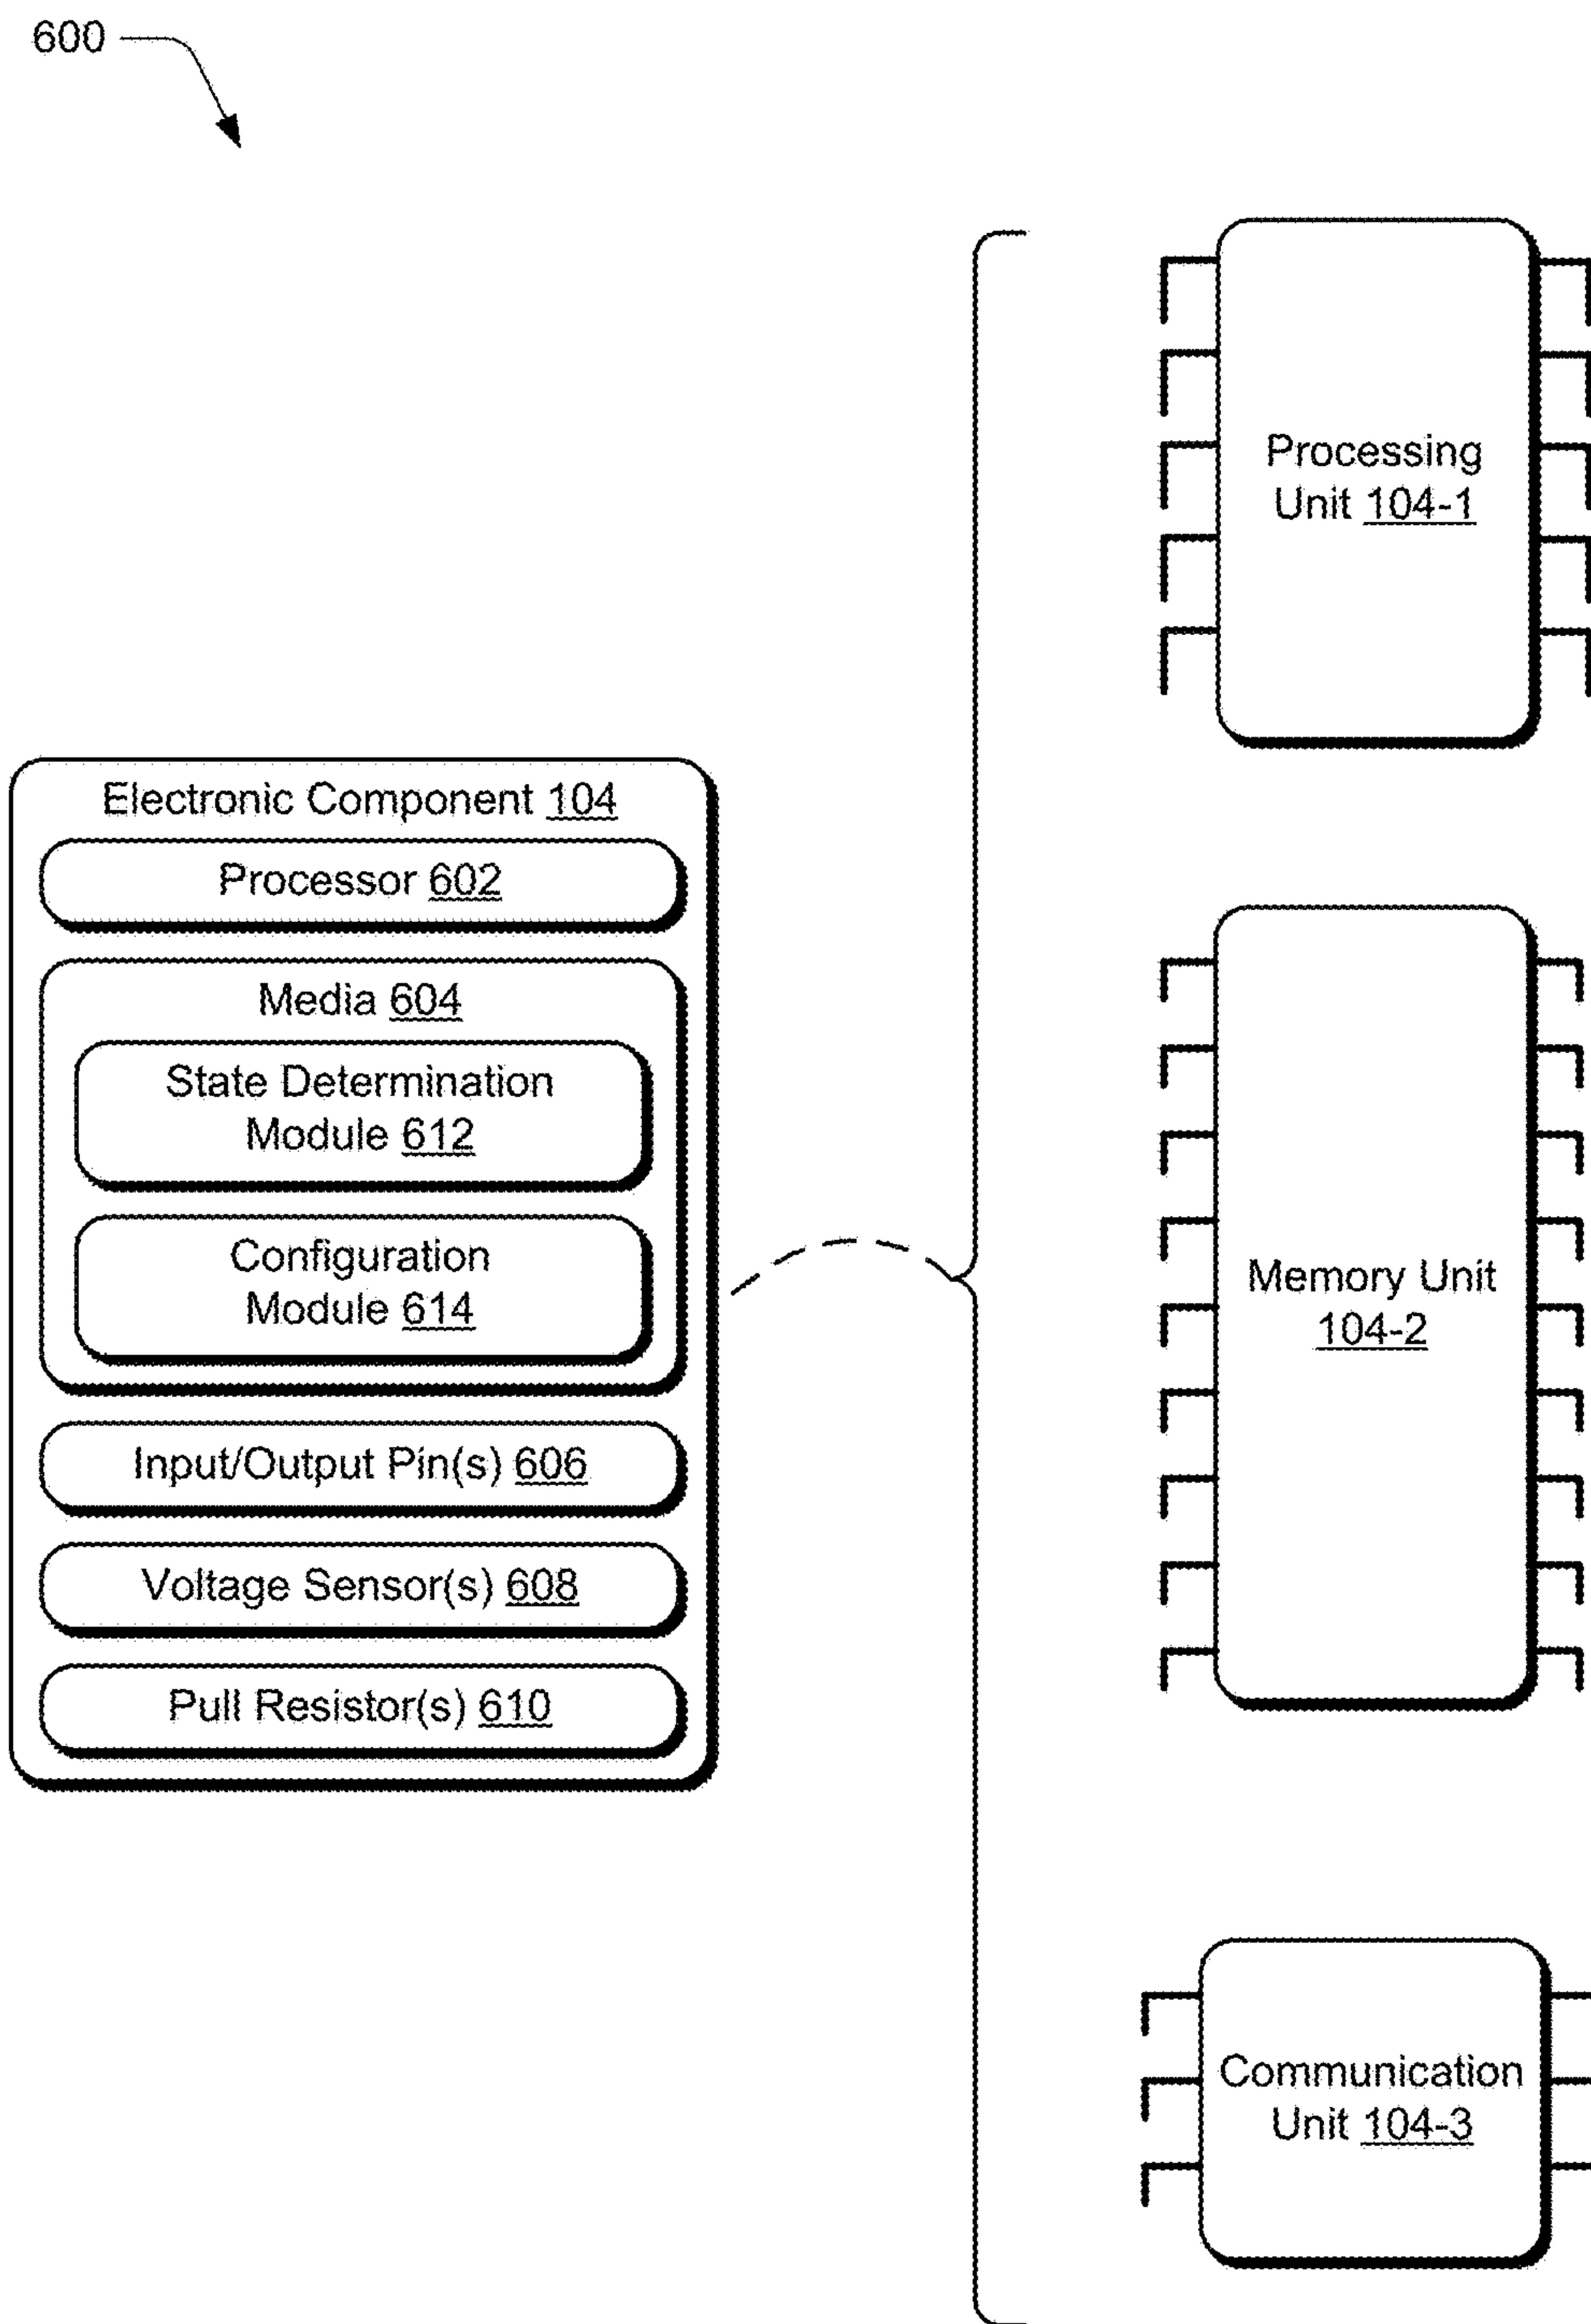 600
Electronic Component 104
Processor 602
Media 604
State Determination
Module 612
Configuration
Module 614
Input/Output Pin(s) 606
Voltage Sensor(s) 608
Pull Resistor(s) 610
Processing
Unit 104-1
Memory Unit
104-2
Communication
Unit 104-3